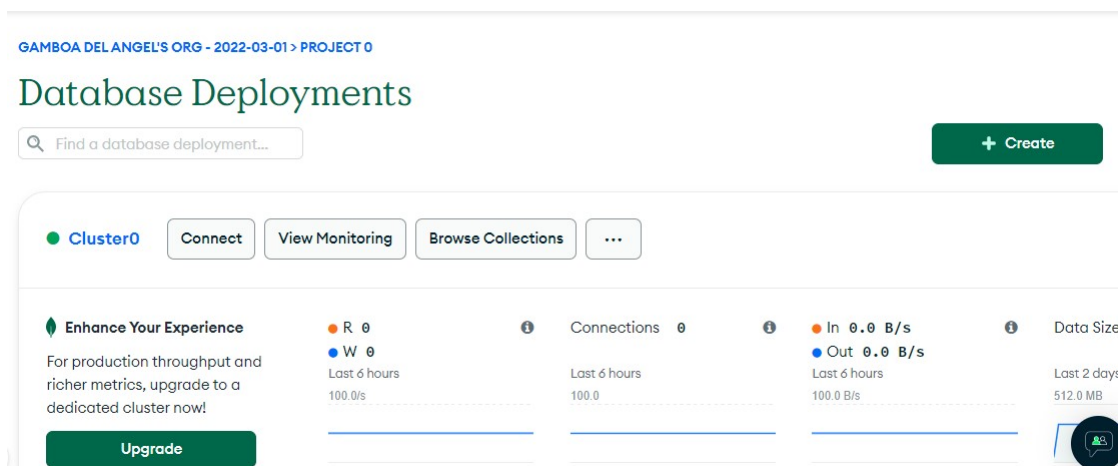 GAMBOA DEL ANGEL'S ORG - 2022-03-01 > PROJECT 0
Database Deployments
Find a database deployment...
+ Create
Cluster0
Connect
View Monitoring
Browse Collections
...
Enhance Your Experience
For production throughput and
richer metrics, upgrade to a
dedicated cluster now!
Upgrade
R 0
W 0
Last 6 hours
100.0/s
Connections 0
Last 6 hours
100.0
In 0.0 B/s
Out 0.0 B/s
Last 6 hours
100.0 B/s
Data Size
Last 2 days
512.0 MB